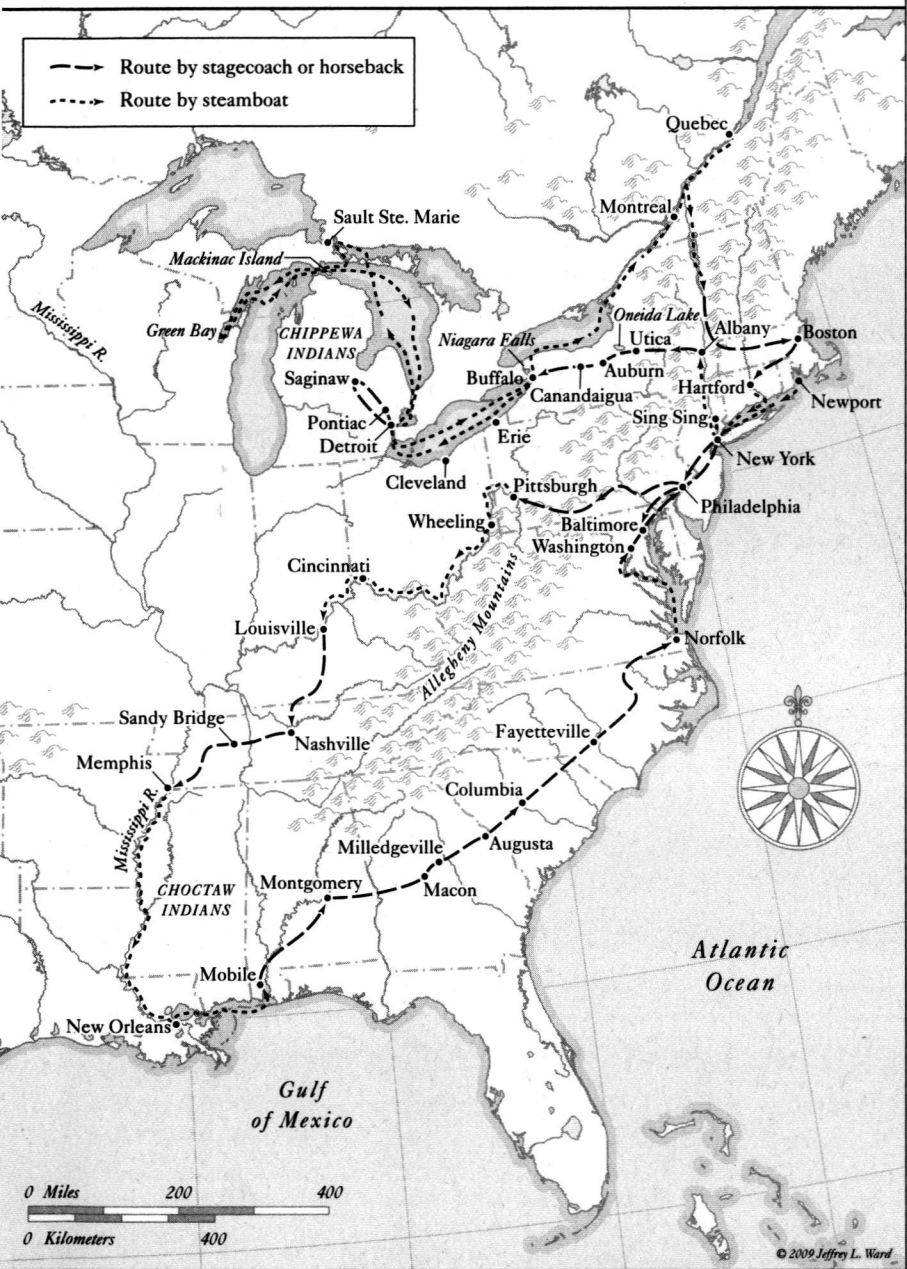 Route by stagecoach or horseback
Route by steamboat
Quebec
Montreal
Sault Ste. Marie
Mackinac Island
Mississippi R.
Green Bay
CHIPPEWA
INDIANS
Niagara Falls
Oneida Lake
Utica
Albany
Boston
Saginaw
Buffalo
Auburn
Canandaigua
Hartford
Newport
Pontiac
Detroit
Erie
Sing Sing
New York
Cleveland
Pittsburgh
Philadelphia
Wheeling
Baltimore
Washington
Cincinnati
Allegheny Mountains
Louisville
Norfolk
Sandy Bridge
Nashville
Fayetteville
Memphis
Columbia
Mississippi R.
Milledgeville
Augusta
CHOCTAW
INDIANS
Montgomery
Macon
Mobile
Atlantic
Ocean
New Orleans
Gulf
of Mexico
0 Miles 200 400
0 Kilometers 400
© 2009 Jeffrey L. Ward